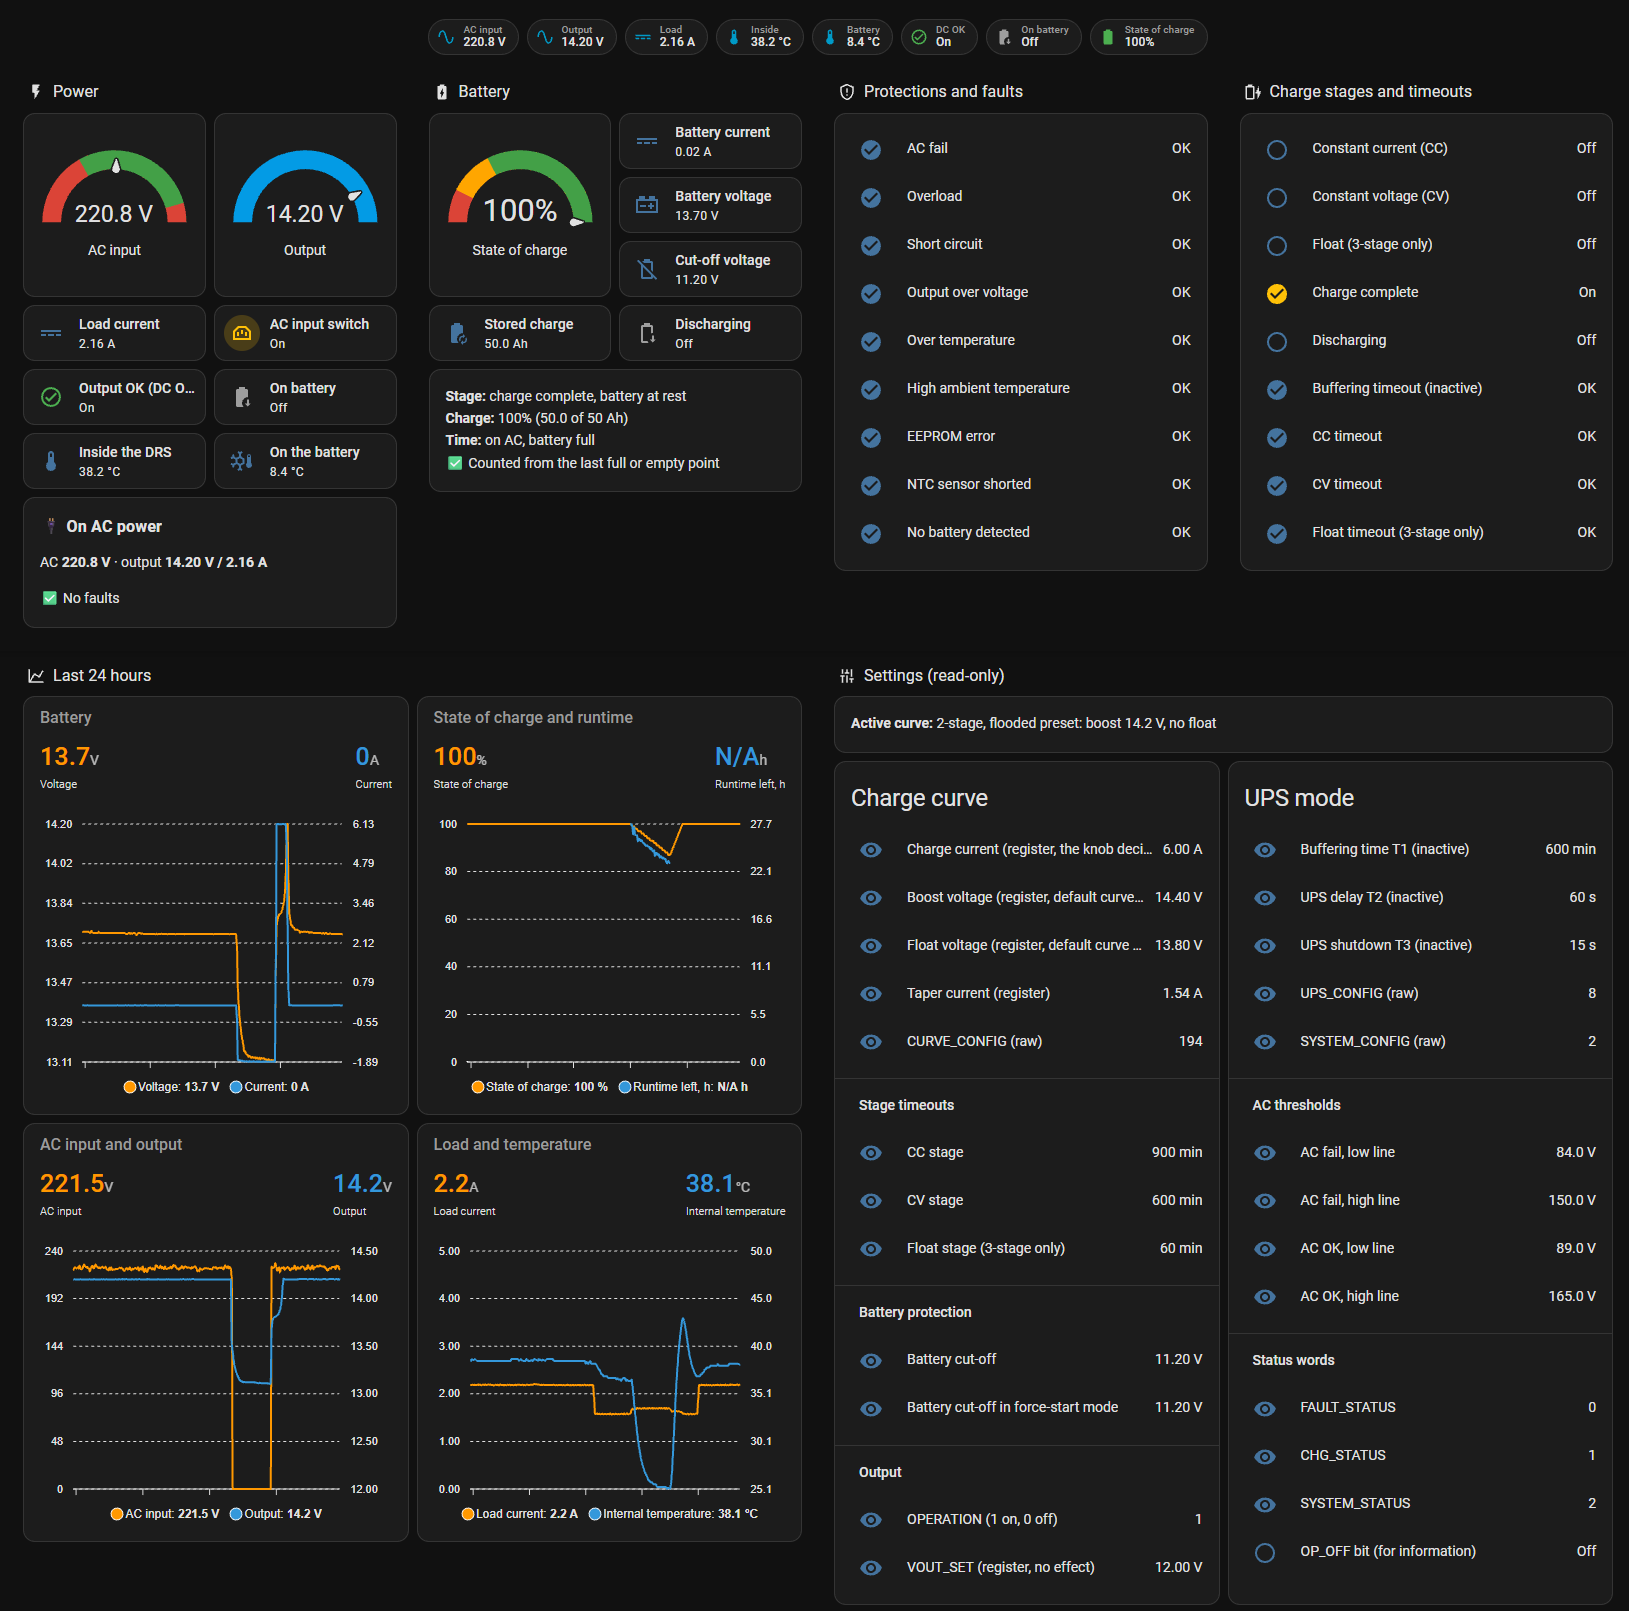 AC input
220.8 V
Output
14.20 V
Load
2.16 A
Inside
38.2 °C
Battery
8.4 °C
DC OK
On
On battery
Off
State of charge
100%
Power
220.8 V
AC input
14.20 V
Output
Load current
2.16 A
AC input switch
On
Output OK (DC O...
On
On battery
Off
Inside the DRS
38.2 °C
On the battery
8.4 °C
On AC power
AC 220.8 V · output 14.20 V / 2.16 A
No faults
Battery
100%
State of charge
Battery current
0.02 A
Battery voltage
13.70 V
Cut-off voltage
11.20 V
Stored charge
50.0 Ah
Discharging
Off
Stage: charge complete, battery at rest
Charge: 100% (50.0 of 50 Ah)
Time: on AC, battery full
Counted from the last full or empty point
Protections and faults
AC fail OK
Overload OK
Short circuit OK
Output over voltage OK
Over temperature OK
High ambient temperature OK
EEPROM error OK
NTC sensor shorted OK
No battery detected OK
Charge stages and timeouts
Constant current (CC) Off
Constant voltage (CV) Off
Float (3-stage only) Off
Charge complete On
Discharging Off
Buffering timeout (inactive) OK
CC timeout OK
CV timeout OK
Float timeout (3-stage only) OK
Last 24 hours
Battery
13.7V 0A
Voltage Current
14.20 6.13
14.02 4.79
13.84 3.46
13.65 2.12
13.47 0.79
13.29 -0.55
13.11 -1.89
Voltage: 13.7 V Current: 0 A
State of charge and runtime
100% N/Ah
State of charge Runtime left, h
100 27.7
80 22.1
60 16.6
40 11.1
20 5.5
0 0.0
State of charge: 100 % Runtime left, h: N/A h
AC input and output
221.5V 14.2V
AC input Output
240 14.50
192 14.00
144 13.50
96 13.00
48 12.50
0 12.00
AC input: 221.5 V Output: 14.2 V
Load and temperature
2.2A 38.1°C
Load current Internal temperature
5.00 50.0
4.00 45.0
3.00 40.0
2.00 35.1
1.00 30.1
0.00 25.1
Load current: 2.2 A Internal temperature: 38.1 °C
Settings (read-only)
Active curve: 2-stage, flooded preset: boost 14.2 V, no float
Charge curve
Charge current (register, the knob deci... 6.00 A
Boost voltage (register, default curve... 14.40 V
Float voltage (register, default curve ... 13.80 V
Taper current (register) 1.54 A
CURVE_CONFIG (raw) 194
Stage timeouts
CC stage 900 min
CV stage 600 min
Float stage (3-stage only) 60 min
Battery protection
Battery cut-off 11.20 V
Battery cut-off in force-start mode 11.20 V
Output
OPERATION (1 on, 0 off) 1
VOUT_SET (register, no effect) 12.00 V
UPS mode
Buffering time T1 (inactive) 600 min
UPS delay T2 (inactive) 60 s
UPS shutdown T3 (inactive) 15 s
UPS_CONFIG (raw) 8
SYSTEM_CONFIG (raw) 2
AC thresholds
AC fail, low line 84.0 V
AC fail, high line 150.0 V
AC OK, low line 89.0 V
AC OK, high line 165.0 V
Status words
FAULT_STATUS 0
CHG_STATUS 1
SYSTEM_STATUS 2
OP_OFF bit (for information) Off